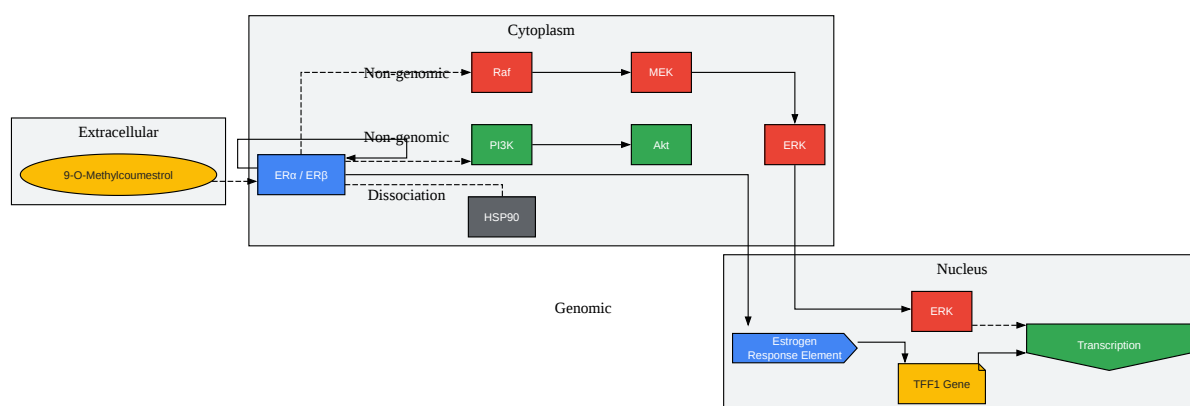 Cytoplasm
Non-genomic
Raf
MEK
Extracellular
Non-genomic
PI3K
Akt
ERK
9-O-Methylcoumestrol
ERα / ERβ
Dissociation
HSP90
Nucleus
Genomic
ERK
Estrogen
Response Element
Transcription
TFF1 Gene